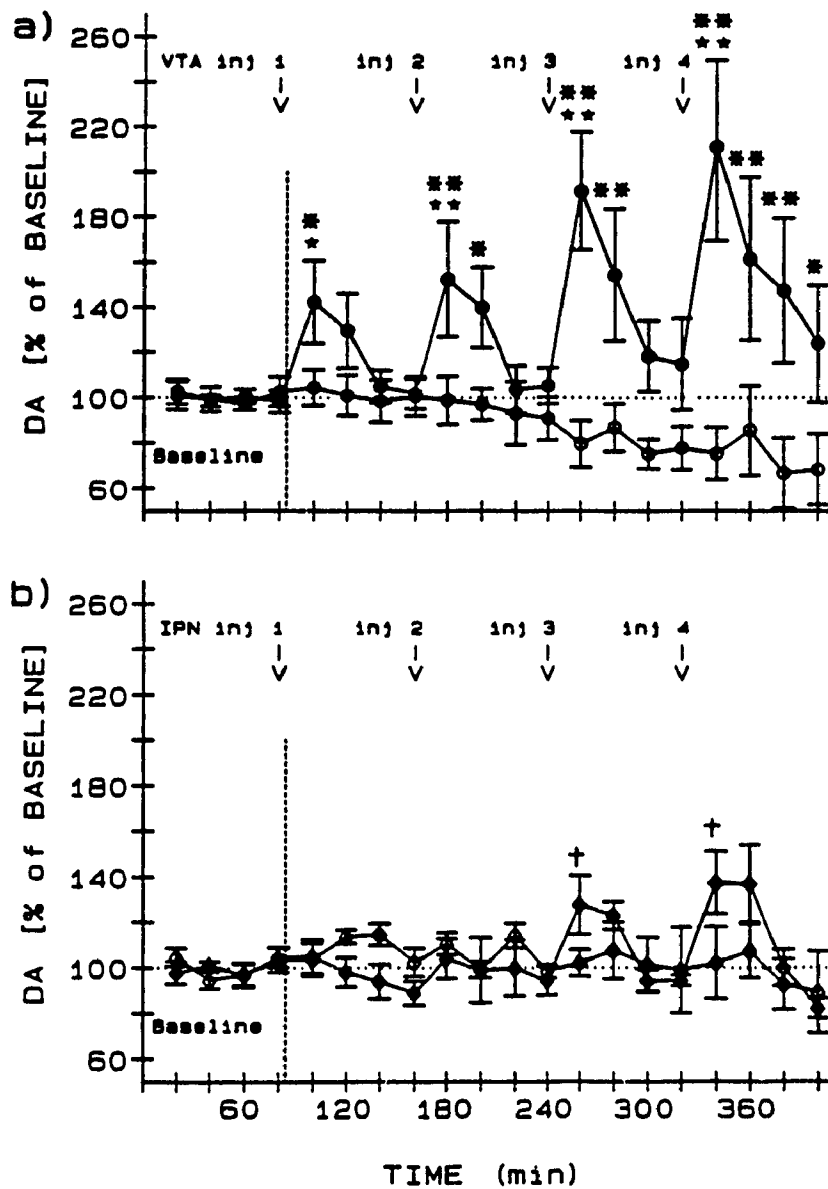 a)
260
220
180
140
100
60
DA [% of BASELINE]
VTA inj 1
inj 2
inj 3
inj 4
**
**
*
*
**
**
*
**
**
**
**
**
**
**
*
Baseline
b)
260
220
180
140
100
60
DA [% of BASELINE]
IPN inj 1
inj 2
inj 3
inj 4
†
†
Baseline
60 120 180 240 300 360
TIME (min)